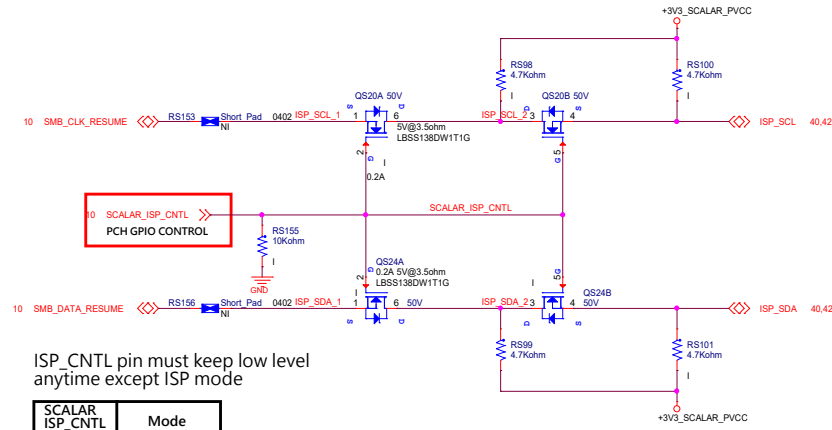 +3V3_SCALAR_PVCC
RS98
4.7Kohm
I
RS100
4.7Kohm
I
QS20A 50V
QS20B 50V
10 SMB_CLK_RESUME
RS153
Short_Pad
NI
0402
ISP_SCL_1
1
S
D
6
ISP_SCL_2
3
D
S
4
ISP_SCL
40,42
5V@3.5ohm
LBSS138DW1T1G
2
G
I
0.2A
5
G
10 SCALAR_ISP_CNTL
PCH GPIO CONTROL
SCALAR_ISP_CNTL
RS155
10Kohm
I
GND
QS24A
0.2A 5V@3.5ohm
LBSS138DW1T1G
2
G
I
5
G
I
QS24B
50V
10 SMB_DATA_RESUME
RS156
Short_Pad
NI
0402
ISP_SDA_1
1
S
D
6
50V
ISP_SDA_2
3
D
S
4
ISP_SDA
40,42
RS99
4.7Kohm
RS101
4.7Kohm
I
+3V3_SCALAR_PVCC
ISP_CNTL pin must keep low level
anytime except ISP mode
SCALAR
ISP_CNTL
Mode